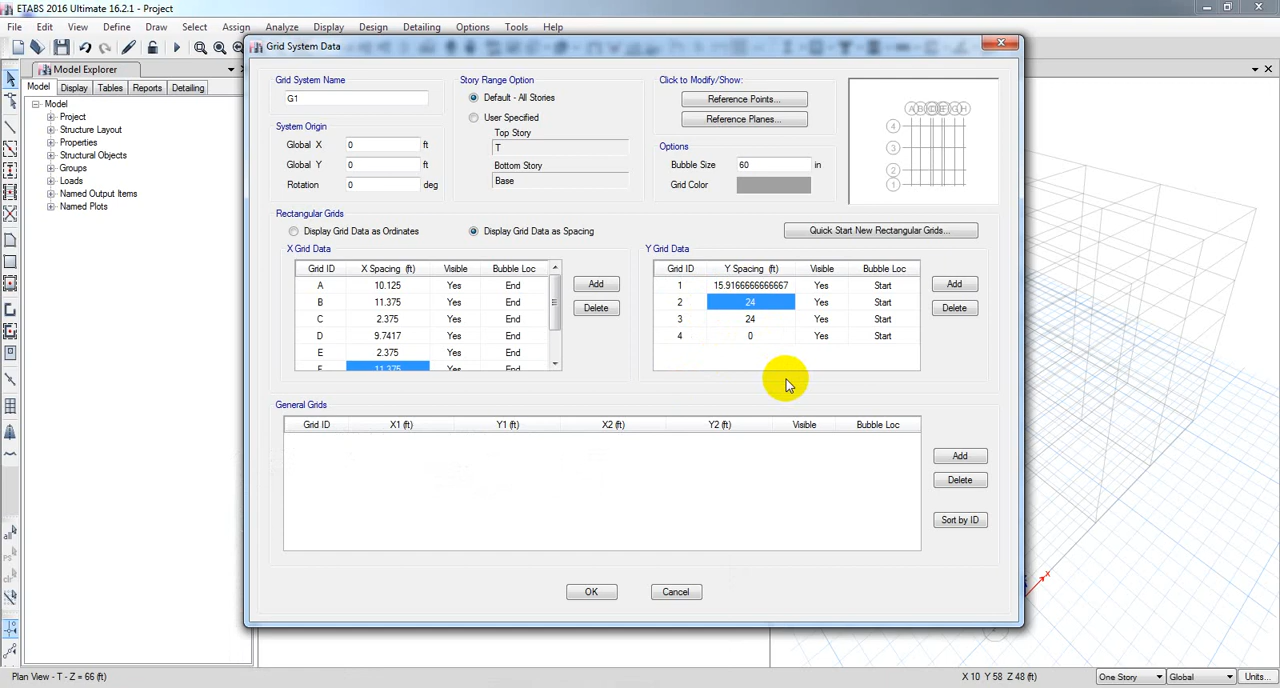 ETABS 2016 Ultimate 16.2.1 - Project
File Edit View Define Draw Select Assign Analyze Display Design Detailing Options Tools Help
Grid System Data
Model Explorer
Model Display Tables Reports Detailing
Model
Project
Structure Layout
Properties
Structural Objects
Groups
Loads
Named Output Items
Named Plots
Grid System Name
G1
System Origin
Global X 0 ft
Global Y 0 ft
Rotation 0 deg
Story Range Option
Default - All Stories
User Specified
Top Story
T
Bottom Story
Base
Click to Modify/Show:
Reference Points...
Reference Planes...
Options
Bubble Size 60 in
Grid Color
4
3
2
1
Rectangular Grids
Display Grid Data as Ordinates Display Grid Data as Spacing Quick Start New Rectangular Grids...
X Grid Data
Grid ID X Spacing (ft) Visible Bubble Loc
A 10.125 Yes End
B 11.375 Yes End
C 2.375 Yes End
D 9.7417 Yes End
E 2.375 Yes End
F 11.375 Yes End
Add
Delete
Y Grid Data
Grid ID Y Spacing (ft) Visible Bubble Loc
1 15.9166666666667 Yes Start
2 24 Yes Start
3 24 Yes Start
4 0 Yes Start
Add
Delete
General Grids
Grid ID X1 (ft) Y1 (ft) X2 (ft) Y2 (ft) Visible Bubble Loc
Add
Delete
Sort by ID
OK Cancel
X
Plan View - T - Z = 66 (ft) X 10 Y 58 Z 48 (ft) One Story Global Units...